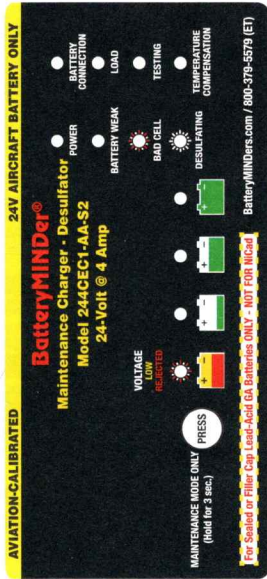 AVIATION-CALIBRATED
24V AIRCRAFT BATTERY ONLY
BatteryMINDer®
Maintenance Charger - Desulfator
Model 244CEC1-AA-S2
24-Volt @ 4 Amp
POWER
BATTERY CONNECTION
BATTERY WEAK
LOAD
BAD CELL
TESTING
DESULFATING
TEMPERATURE COMPENSATION
VOLTAGE
LOW
REJECTED
MAINTENANCE MODE ONLY
(Hold for 3 sec.)
PRESS
For Sealed or Filler Cap Lead-Acid GA Batteries ONLY - NOT FOR NiCad
BatteryMINDers.com / 800-379-5579 (ET)